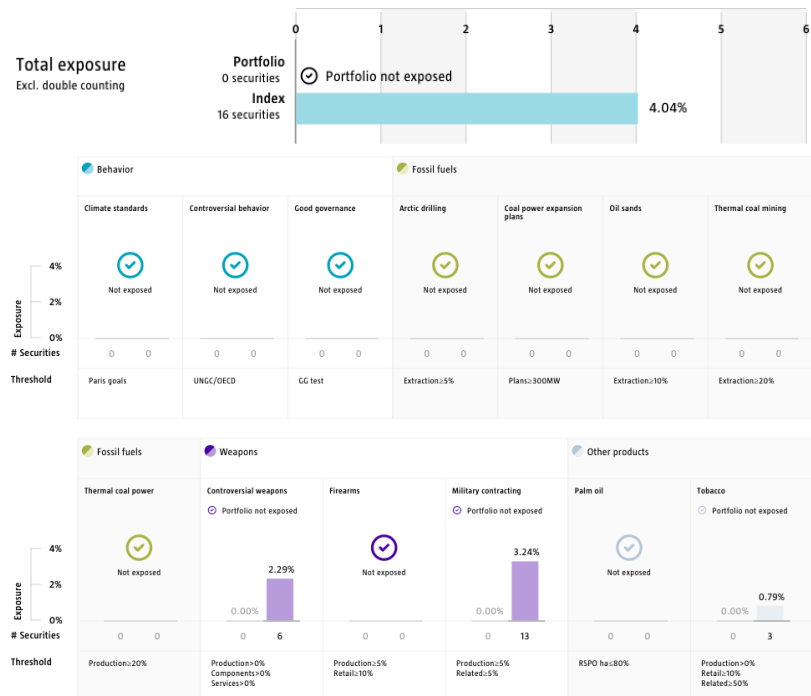 0 1 2 3 4 5 6
Total exposure
Excl. double counting
Portfolio
0 securities
Portfolio not exposed
Index
16 securities
4.04%
Behavior
Fossil fuels
Climate standards
Controversial behavior
Good governance
Arctic drilling
Coal power expansion
plans
Oil sands
Thermal coal mining
Not exposed
Not exposed
Not exposed
Not exposed
Not exposed
Not exposed
Not exposed
Exposure
4%
2%
0%
# Securities
0 0
0 0
0 0
0 0
0 0
0 0
0 0
Threshold
Paris goals
UNGC/OECD
GG test
Extraction≥5%
Plans≥300MW
Extraction≥10%
Extraction≥20%
Fossil fuels
Weapons
Other products
Thermal coal power
Controversial weapons
Firearms
Military contracting
Palm oil
Tobacco
Portfolio not exposed
Portfolio not exposed
Portfolio not exposed
Not exposed
Not exposed
Not exposed
Exposure
4%
2%
0%
0.00%
2.29%
3.24%
0.00%
0.00%
0.79%
# Securities
0 0
0 6
0 0
0 13
0 0
0 3
Threshold
Production≥20%
Production>0%
Components>0%
Services>0%
Production≥5%
Retail≥10%
Production≥5%
Related≥5%
RSPO ha≤80%
Production>0%
Retail≥10%
Related≥50%